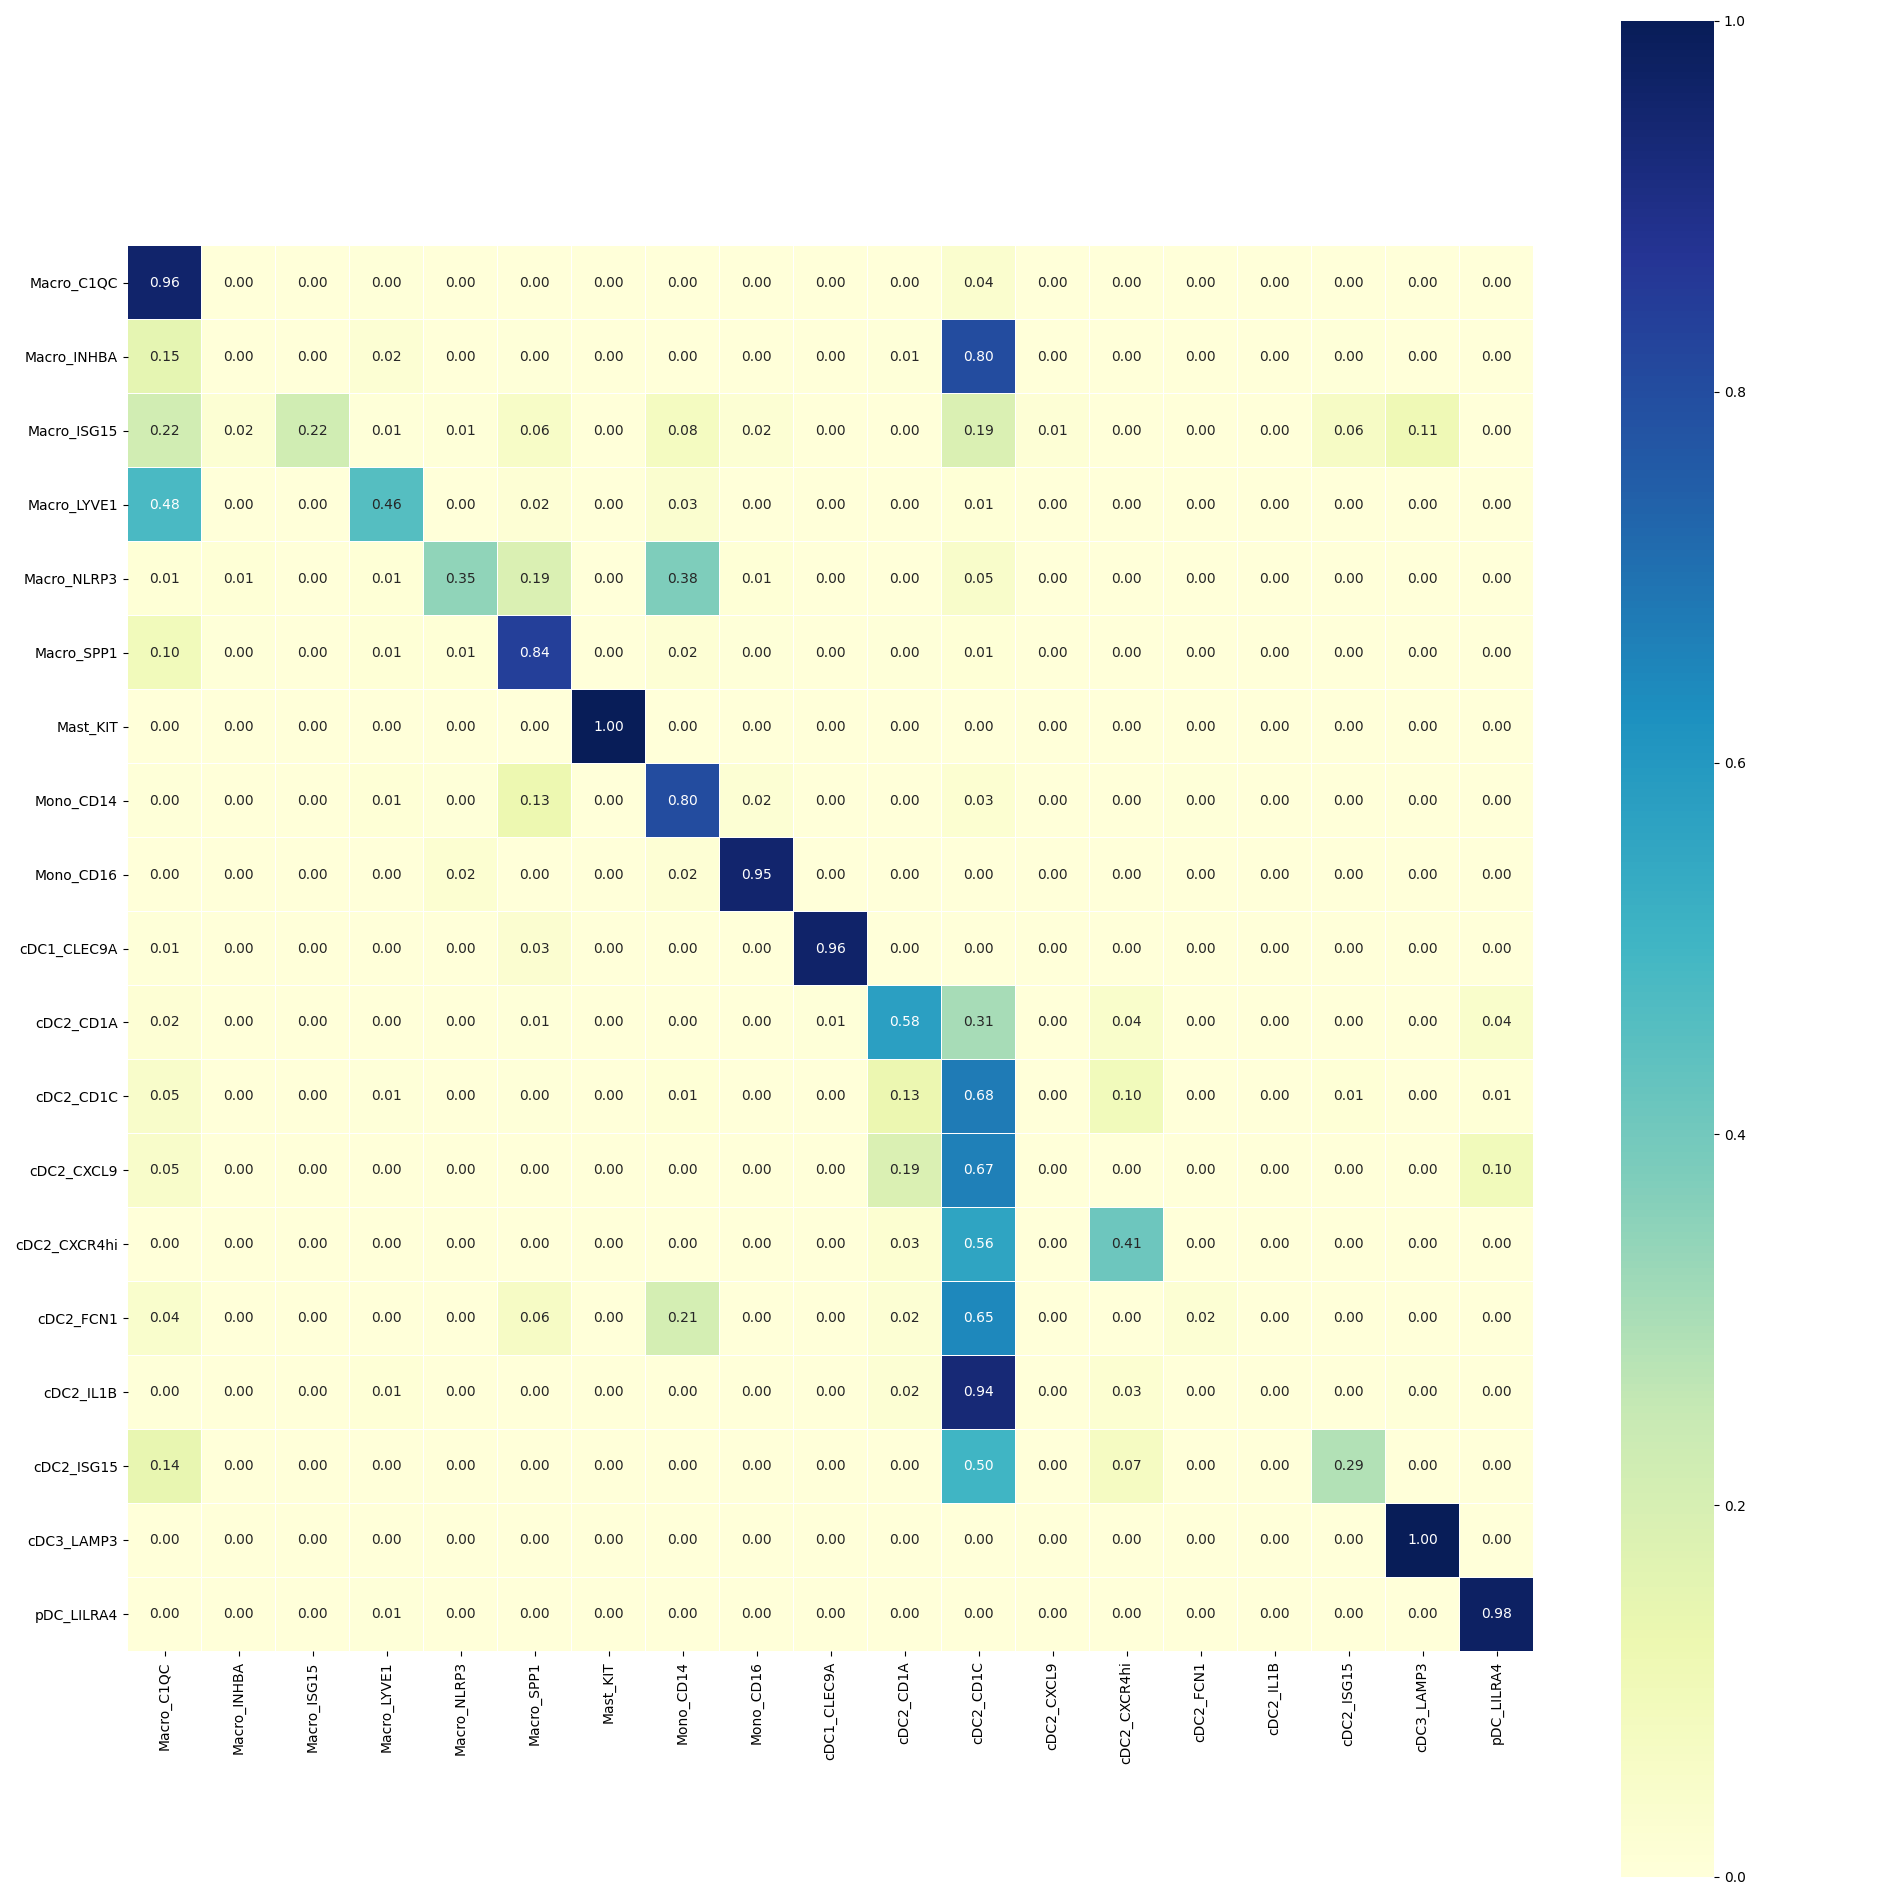 Macro_C1QC 0.96 0.00 0.00 0.00 0.00 0.00 0.00 0.00 0.00 0.00 0.00 0.04 0.00 0.00 0.00 0.00 0.00 0.00 0.00
Macro_INHBA 0.15 0.00 0.00 0.02 0.00 0.00 0.00 0.00 0.00 0.00 0.01 0.80 0.00 0.00 0.00 0.00 0.00 0.00 0.00
Macro_ISG15 0.22 0.02 0.22 0.01 0.01 0.06 0.00 0.08 0.02 0.00 0.00 0.19 0.01 0.00 0.00 0.00 0.06 0.11 0.00
Macro_LYVE1 0.48 0.00 0.00 0.46 0.00 0.02 0.00 0.03 0.00 0.00 0.00 0.01 0.00 0.00 0.00 0.00 0.00 0.00 0.00
Macro_NLRP3 0.01 0.01 0.00 0.01 0.35 0.19 0.00 0.38 0.01 0.00 0.00 0.05 0.00 0.00 0.00 0.00 0.00 0.00 0.00
Macro_SPP1 0.10 0.00 0.00 0.01 0.01 0.84 0.00 0.02 0.00 0.00 0.00 0.01 0.00 0.00 0.00 0.00 0.00 0.00 0.00
Mast_KIT 0.00 0.00 0.00 0.00 0.00 0.00 1.00 0.00 0.00 0.00 0.00 0.00 0.00 0.00 0.00 0.00 0.00 0.00 0.00
Mono_CD14 0.00 0.00 0.00 0.01 0.00 0.13 0.00 0.80 0.02 0.00 0.00 0.03 0.00 0.00 0.00 0.00 0.00 0.00 0.00
Mono_CD16 0.00 0.00 0.00 0.00 0.02 0.00 0.00 0.02 0.95 0.00 0.00 0.00 0.00 0.00 0.00 0.00 0.00 0.00 0.00
cDC1_CLEC9A 0.01 0.00 0.00 0.00 0.00 0.03 0.00 0.00 0.00 0.96 0.00 0.00 0.00 0.00 0.00 0.00 0.00 0.00 0.00
cDC2_CD1A 0.02 0.00 0.00 0.00 0.00 0.01 0.00 0.00 0.00 0.01 0.58 0.31 0.00 0.04 0.00 0.00 0.00 0.00 0.04
cDC2_CD1C 0.05 0.00 0.00 0.01 0.00 0.00 0.00 0.01 0.00 0.00 0.13 0.68 0.00 0.10 0.00 0.00 0.01 0.00 0.01
cDC2_CXCL9 0.05 0.00 0.00 0.00 0.00 0.00 0.00 0.00 0.00 0.00 0.19 0.67 0.00 0.00 0.00 0.00 0.00 0.00 0.10
cDC2_CXCR4hi 0.00 0.00 0.00 0.00 0.00 0.00 0.00 0.00 0.00 0.00 0.03 0.56 0.00 0.41 0.00 0.00 0.00 0.00 0.00
cDC2_FCN1 0.04 0.00 0.00 0.00 0.00 0.06 0.00 0.21 0.00 0.00 0.02 0.65 0.00 0.00 0.02 0.00 0.00 0.00 0.00
cDC2_IL1B 0.00 0.00 0.00 0.01 0.00 0.00 0.00 0.00 0.00 0.00 0.02 0.94 0.00 0.03 0.00 0.00 0.00 0.00 0.00
cDC2_ISG15 0.14 0.00 0.00 0.00 0.00 0.00 0.00 0.00 0.00 0.00 0.00 0.50 0.00 0.07 0.00 0.00 0.29 0.00 0.00
cDC3_LAMP3 0.00 0.00 0.00 0.00 0.00 0.00 0.00 0.00 0.00 0.00 0.00 0.00 0.00 0.00 0.00 0.00 0.00 1.00 0.00
pDC_LILRA4 0.00 0.00 0.00 0.01 0.00 0.00 0.00 0.00 0.00 0.00 0.00 0.00 0.00 0.00 0.00 0.00 0.00 0.00 0.98
Macro_C1QC
Macro_INHBA
Macro_ISG15
Macro_LYVE1
Macro_NLRP3
Macro_SPP1
Mast_KIT
Mono_CD14
Mono_CD16
cDC1_CLEC9A
cDC2_CD1A
cDC2_CD1C
cDC2_CXCL9
cDC2_CXCR4hi
cDC2_FCN1
cDC2_IL1B
cDC2_ISG15
cDC3_LAMP3
pDC_LILRA4
1.0
0.8
0.6
0.4
0.2
0.0